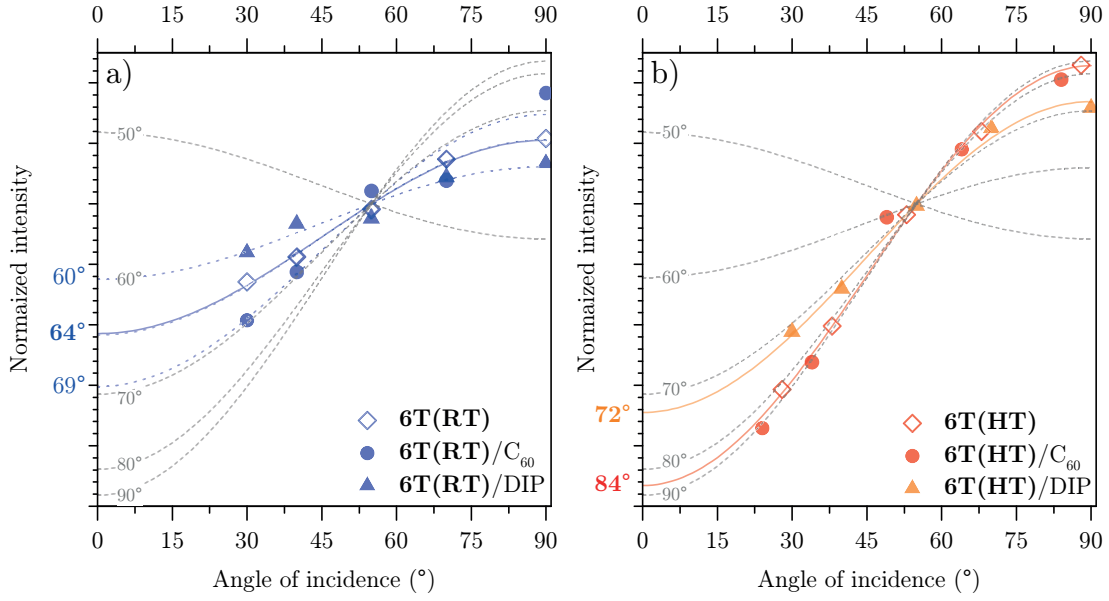 0 15 30 45 60 75 90
a)
50°
60°
70°
80°
90°
60°
64°
69°
6T(RT)
6T(RT)/C₆₀
6T(RT)/DIP
0 15 30 45 60 75 90
Angle of incidence (°)
Normaized intensity
0 15 30 45 60 75 90
b)
50°
60°
70°
80°
90°
72°
84°
6T(HT)
6T(HT)/C₆₀
6T(HT)/DIP
0 15 30 45 60 75 90
Angle of incidence (°)
Normaized intensity